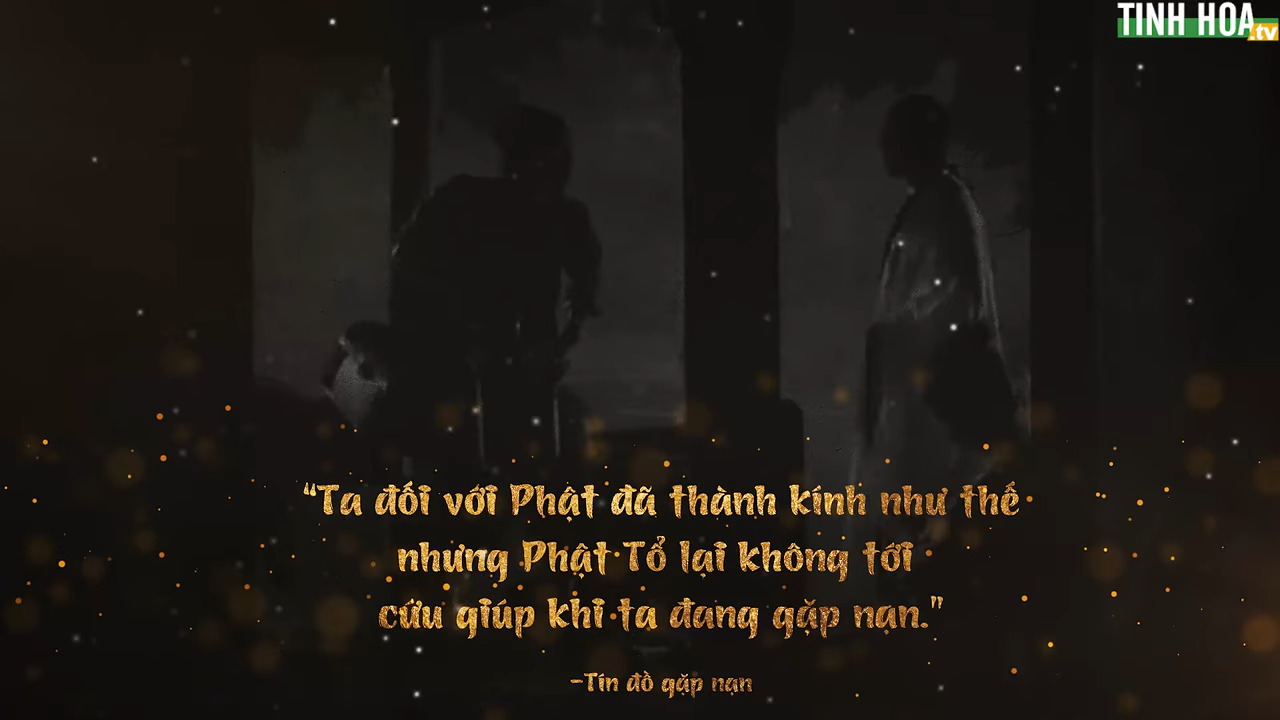 TINH HOA
.tv
“Ta đối với Phật đã thành kính như thế
nhưng Phật Tổ lại không tới
cứu giúp khi ta đang gặp nạn."
-Tín đồ gặp nạn